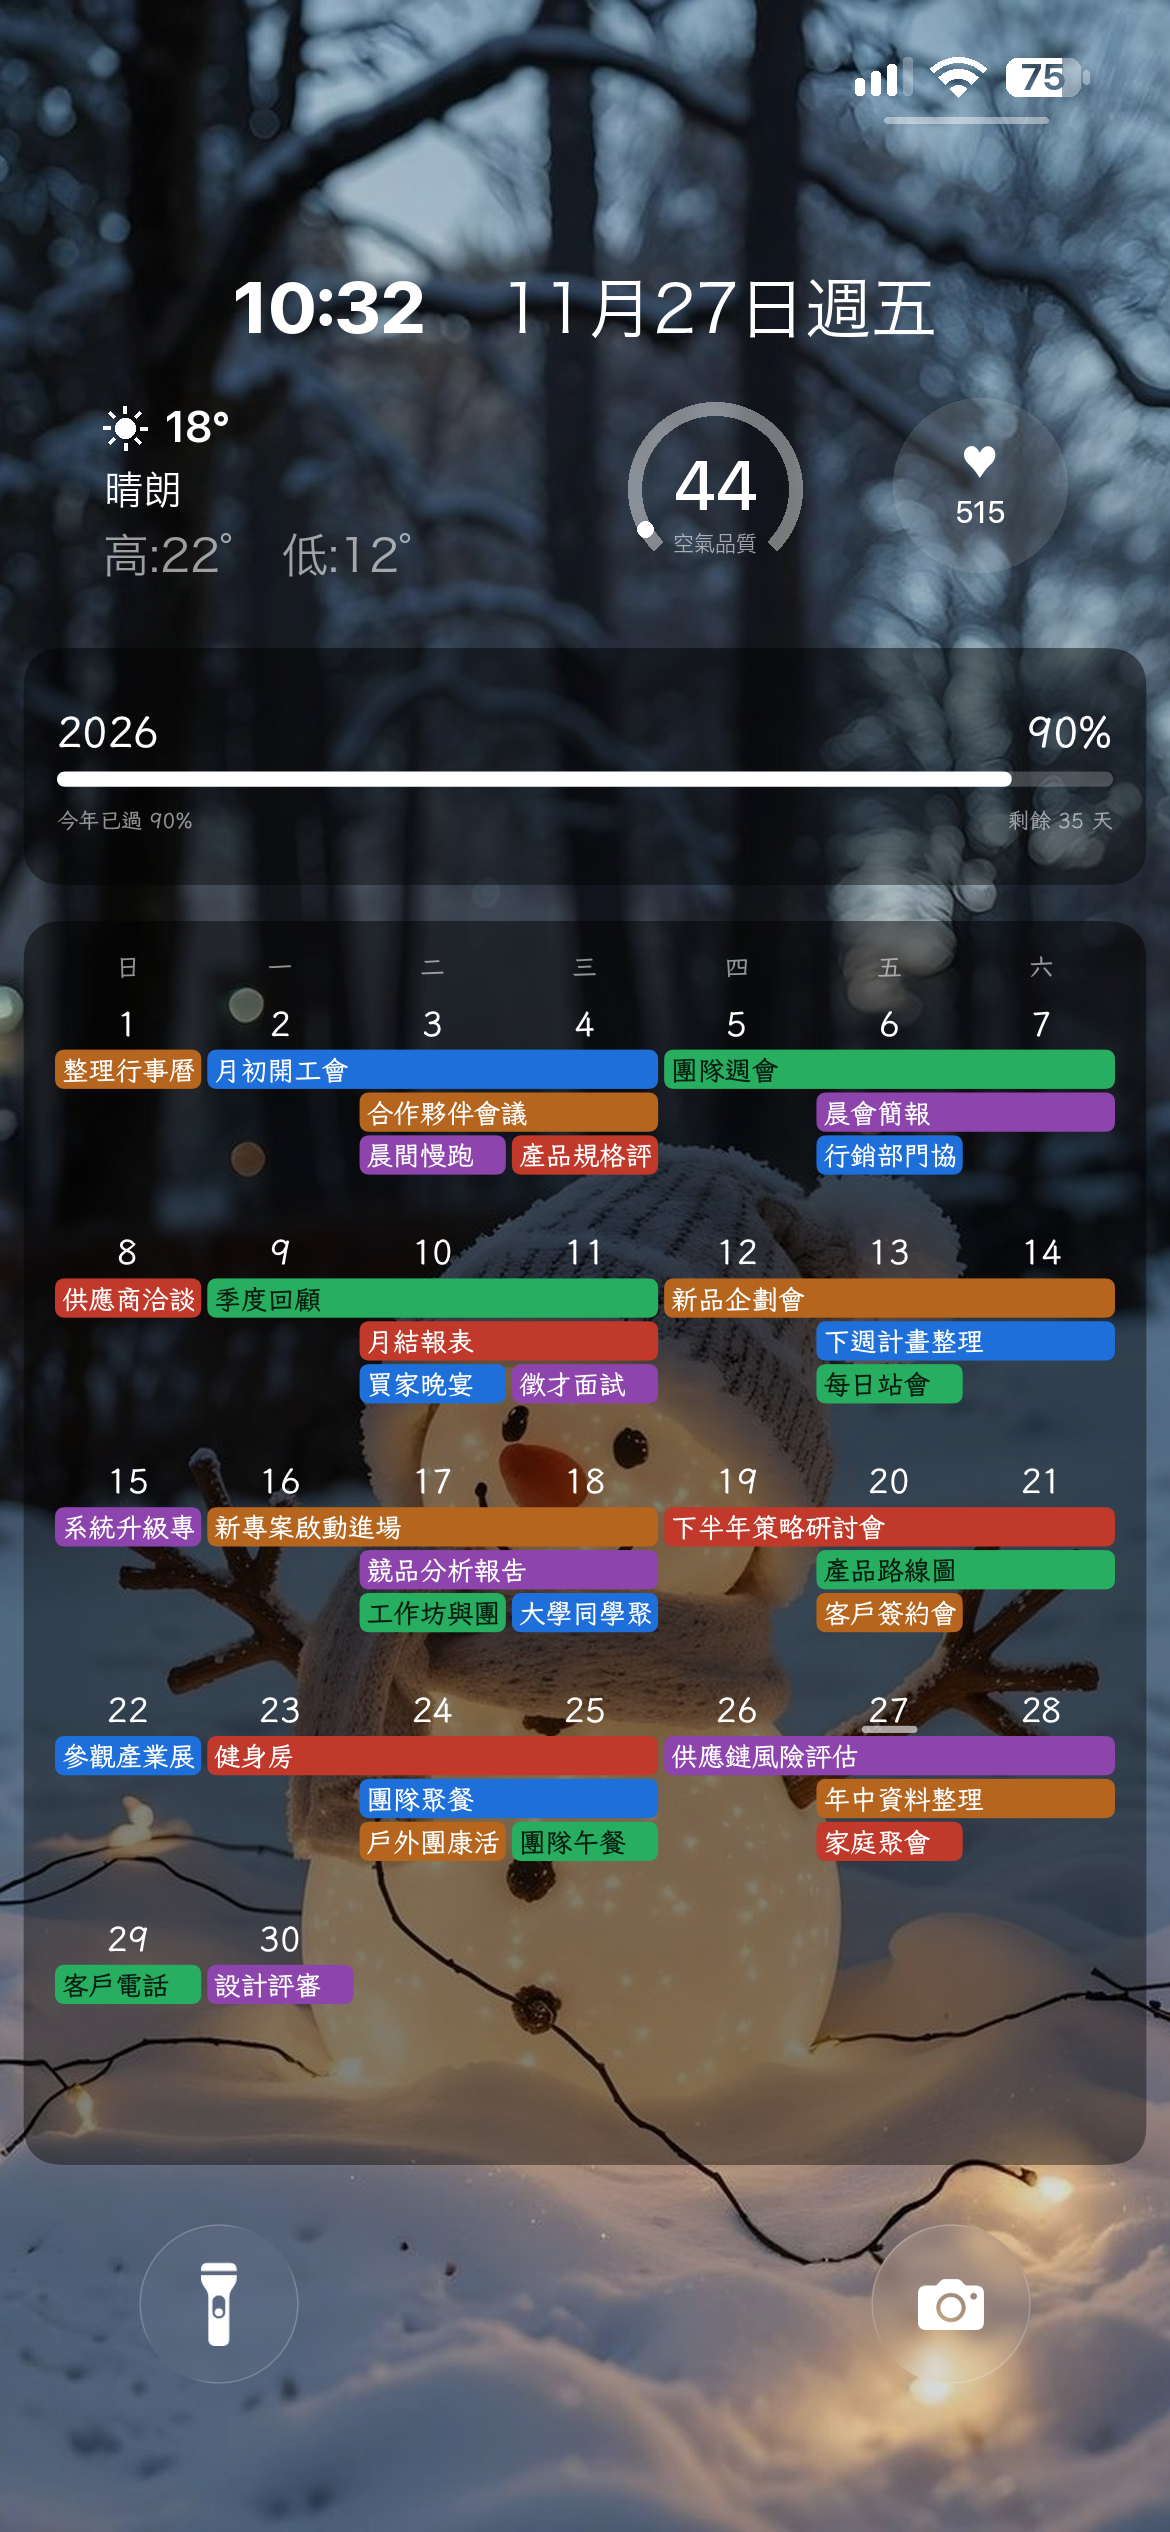 75
10:32 11月27日週五
18°
晴朗
高:22° 低:12°
44
空氣品質
515
2026 90%
今年已過 90% 剩餘 35 天
日 一 二 三 四 五 六
1 2 3 4 5 6 7
整理行事曆 月初開工會 團隊週會
合作夥伴會議 晨會簡報
晨間慢跑 產品規格評 行銷部門協
8 9 10 11 12 13 14
供應商洽談 季度回顧 新品企劃會
月結報表 下週計畫整理
買家晚宴 徵才面試 每日站會
15 16 17 18 19 20 21
系統升級專 新專案啟動進場 下半年策略研討會
競品分析報告 產品路線圖
工作坊與團 大學同學聚 客戶簽約會
22 23 24 25 26 27 28
參觀產業展 健身房 供應鏈風險評估
團隊聚餐 年中資料整理
戶外團康活 團隊午餐 家庭聚會
29 30
客戶電話 設計評審